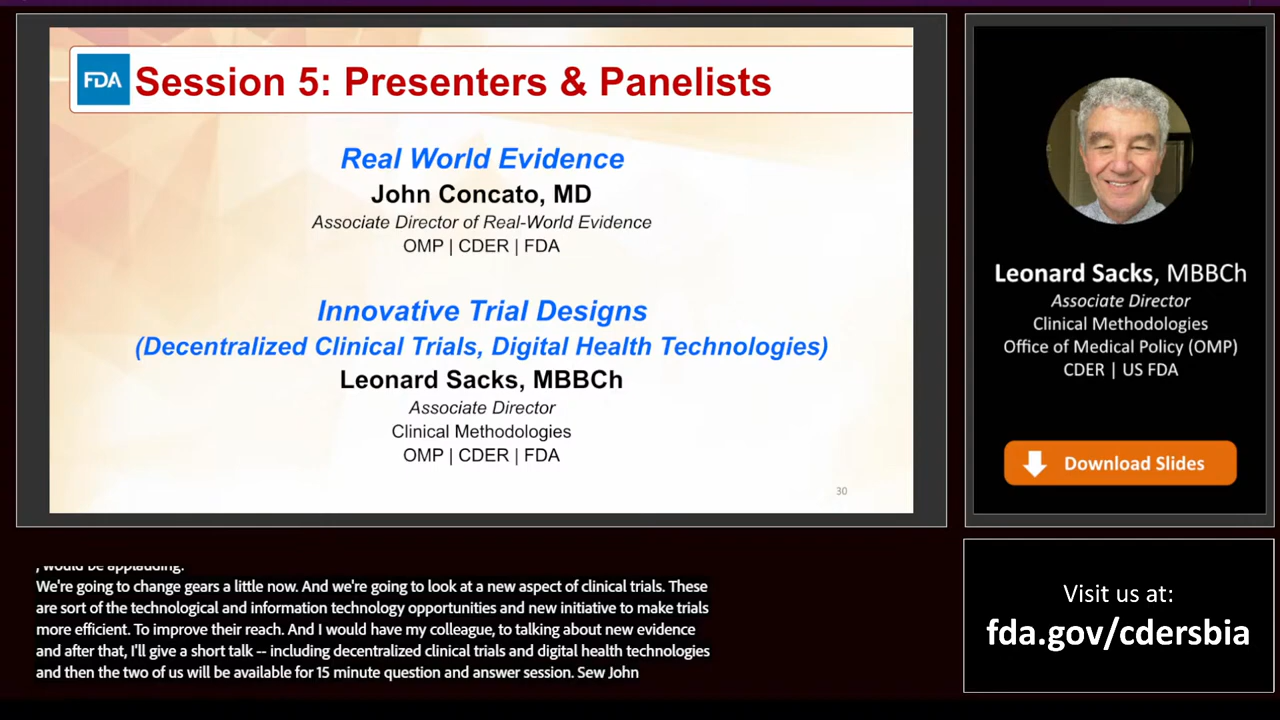 FDA
Session 5: Presenters & Panelists
Real World Evidence
John Concato, MD
Associate Director of Real-World Evidence
OMP | CDER | FDA
Innovative Trial Designs
(Decentralized Clinical Trials, Digital Health Technologies)
Leonard Sacks, MBBCh
Associate Director
Clinical Methodologies
OMP | CDER | FDA
30
Leonard Sacks, MBBCh
Associate Director
Clinical Methodologies
Office of Medical Policy (OMP)
CDER | US FDA
Download Slides
, would be applauding.
We're going to change gears a little now. And we're going to look at a new aspect of clinical trials. These
are sort of the technological and information technology opportunities and new initiative to make trials
more efficient. To improve their reach. And I would have my colleague, to talking about new evidence
and after that, I'll give a short talk -- including decentralized clinical trials and digital health technologies
and then the two of us will be available for 15 minute question and answer session. Sew John
Visit us at:
fda.gov/cdersbia